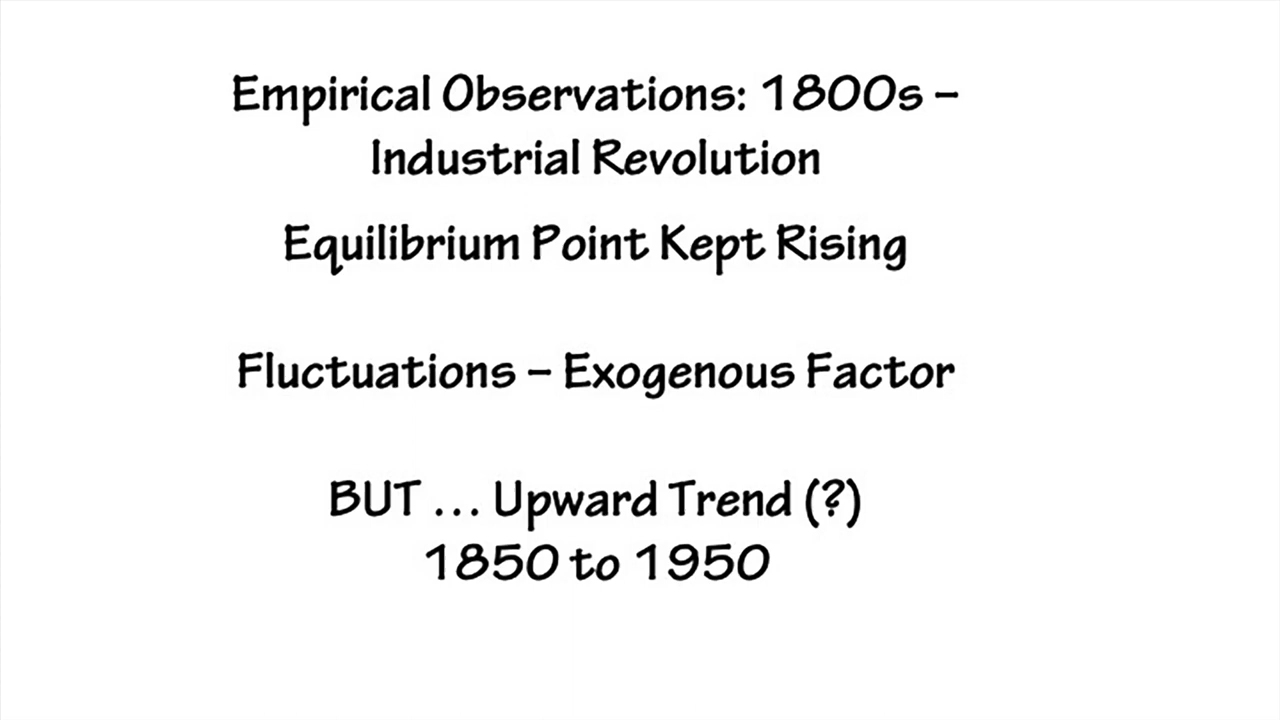 Empirical Observations: 1800s –
Industrial Revolution
Equilibrium Point Kept Rising
Fluctuations – Exogenous Factor
BUT ... Upward Trend (?)
1850 to 1950